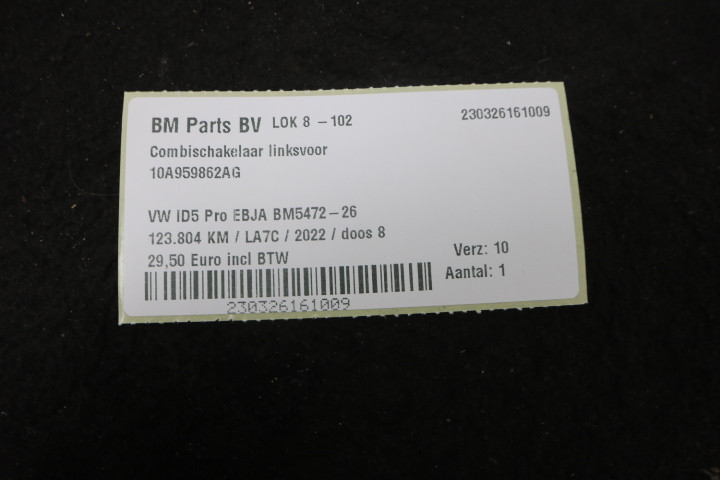 BM Parts BV LOK 8 - 102 230326161009
Combischakelaar linksvoor
10A959862AG
VW ID5 Pro EBJA BM5472-26
123.804 KM / LA7C / 2022 / doos 8
29,50 Euro incl BTW
Verz: 10
Aantal: 1
230326161009